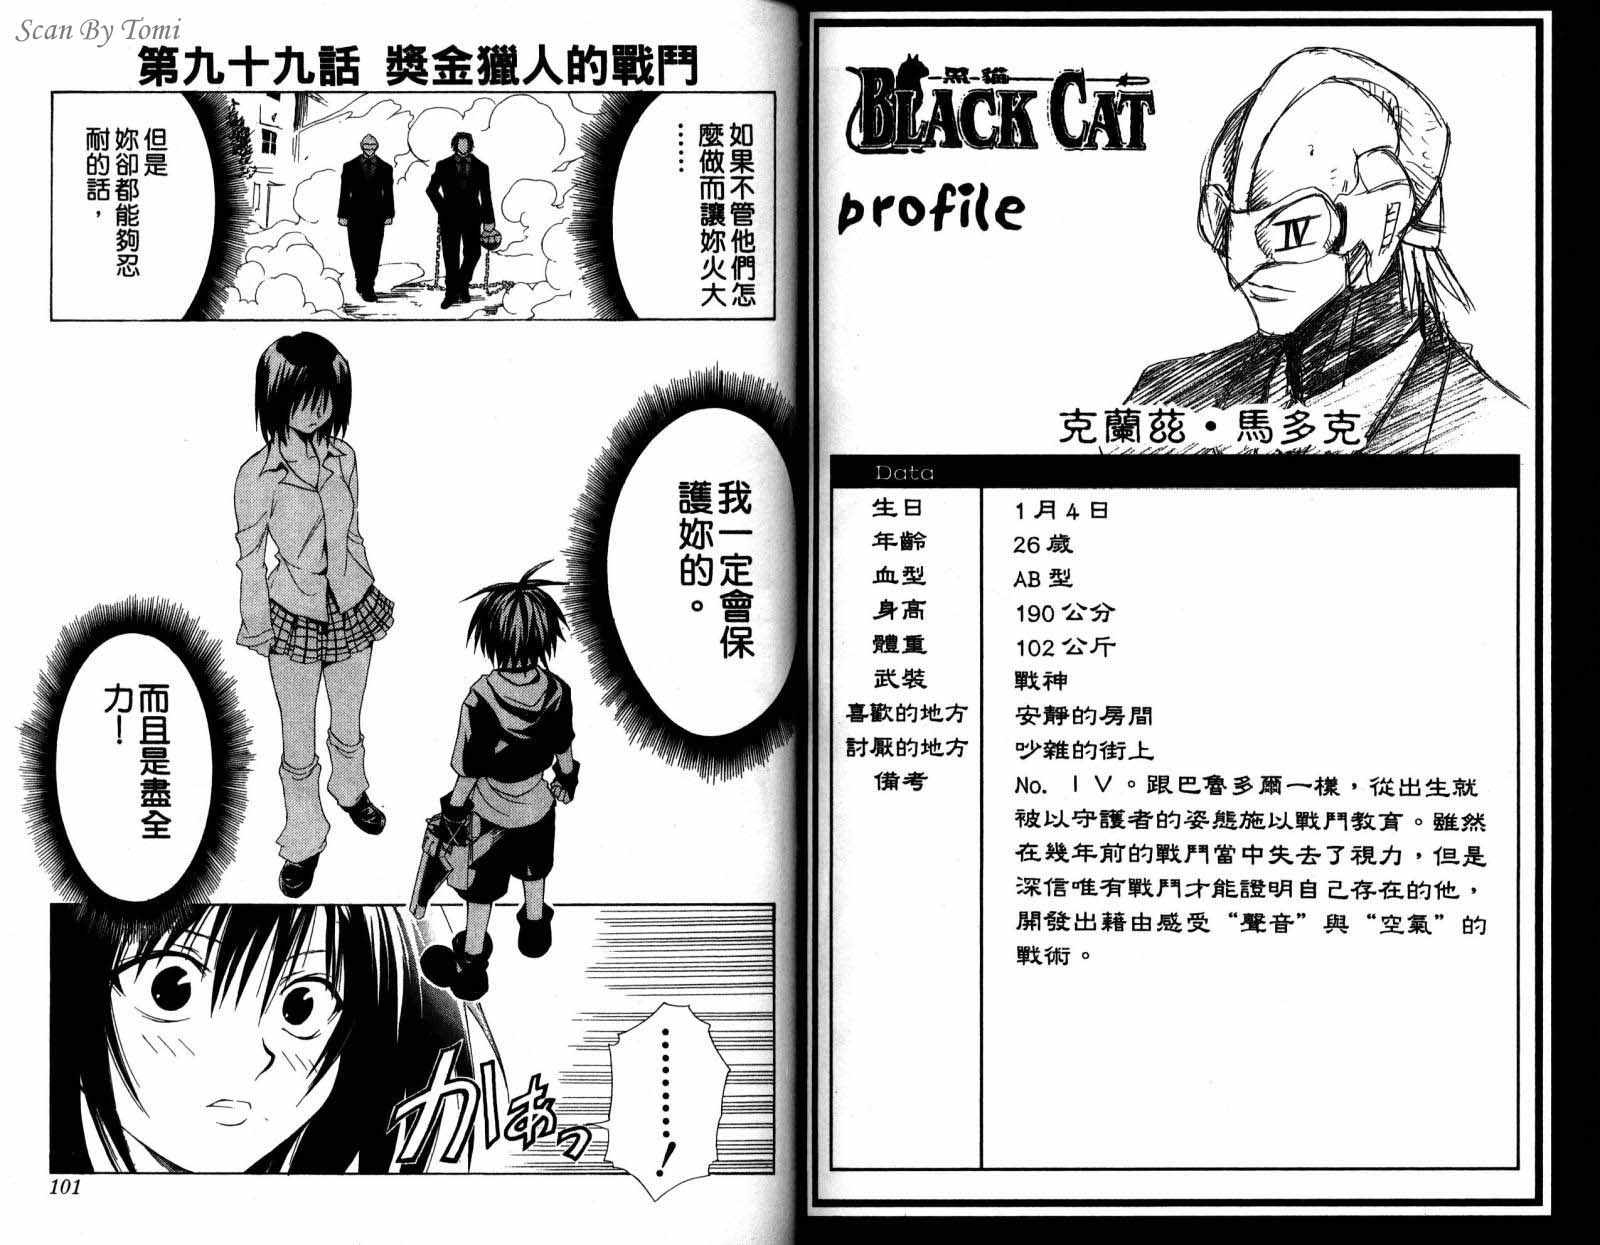 Scan By Tomi
BLACK CAT
黑貓
profile
IV
克蘭茲・馬多克
Data
生日 1月4日
年齡 26歲
血型 AB型
身高 190公分
體重 102公斤
武裝 戰神
喜歡的地方 安靜的房間
討厭的地方 吵雜的街上
備考 No. ＩＶ。跟巴魯多爾一樣，從出生就
被以守護者的姿態施以戰鬥教育。雖然
在幾年前的戰鬥當中失去了視力，但是
深信唯有戰鬥才能證明自己存在的他，
開發出藉由感受“聲音”與“空氣”的
戰術。
第九十九話 獎金獵人的戰鬥
如果不管他們怎
麼做而讓妳火大
……
但是
妳卻都能夠忍
耐的話，
我一定會保
護妳的。
而且是盡全
力！
………！
カぁっ
101